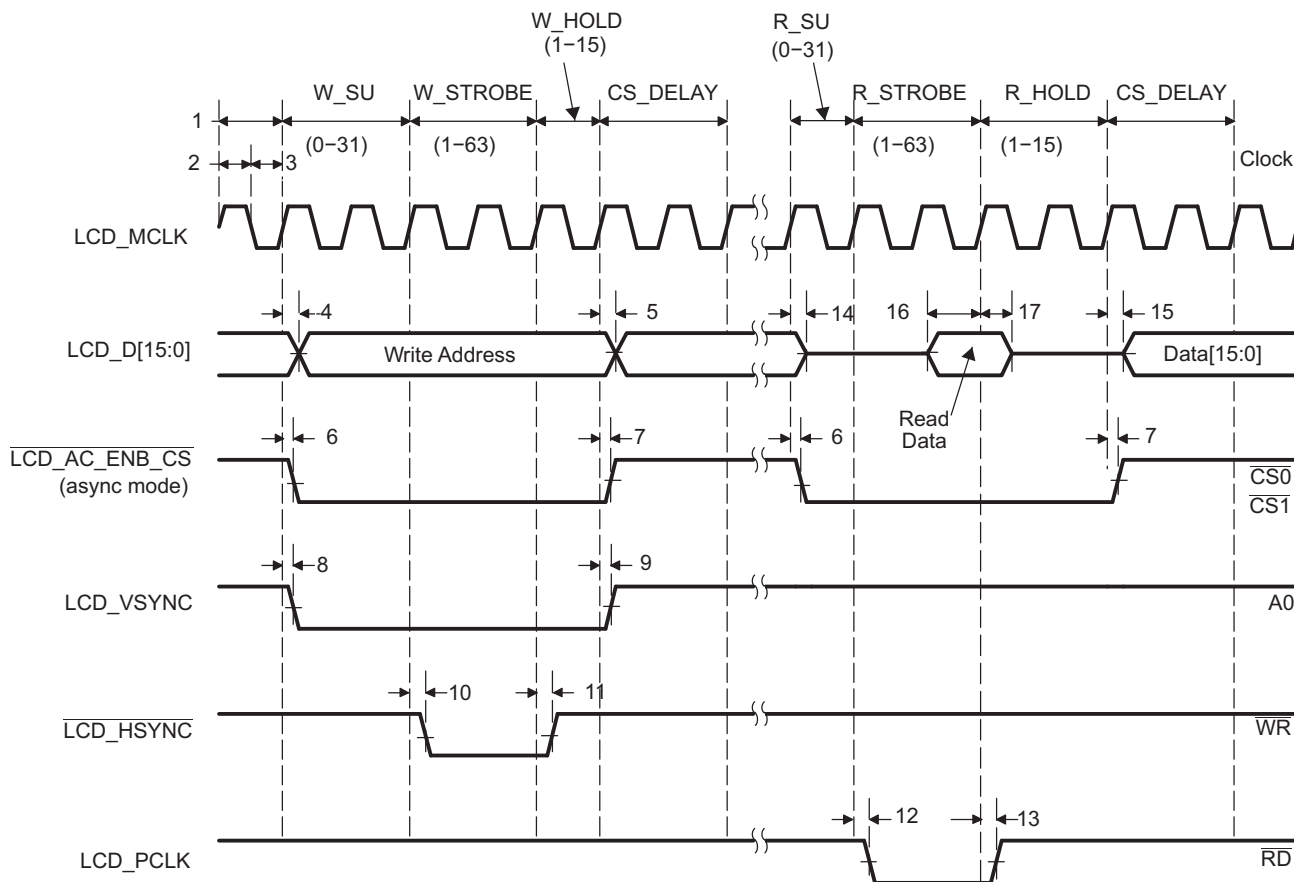 W_HOLD
(1−15)
R_SU
(0−31)
W_SU
W_STROBE
CS_DELAY
R_STROBE
R_HOLD
CS_DELAY
1
(0−31)
(1−63)
(1−63)
(1−15)
2
3
Clock
LCD_MCLK
4
5
14
16
17
15
LCD_D[15:0]
Write Address
Data[15:0]
Read
Data
6
7
6
7
LCD_AC_ENB_CS
(async mode)
CS0
CS1
8
9
LCD_VSYNC
A0
10
11
LCD_HSYNC
WR
12
13
LCD_PCLK
RD